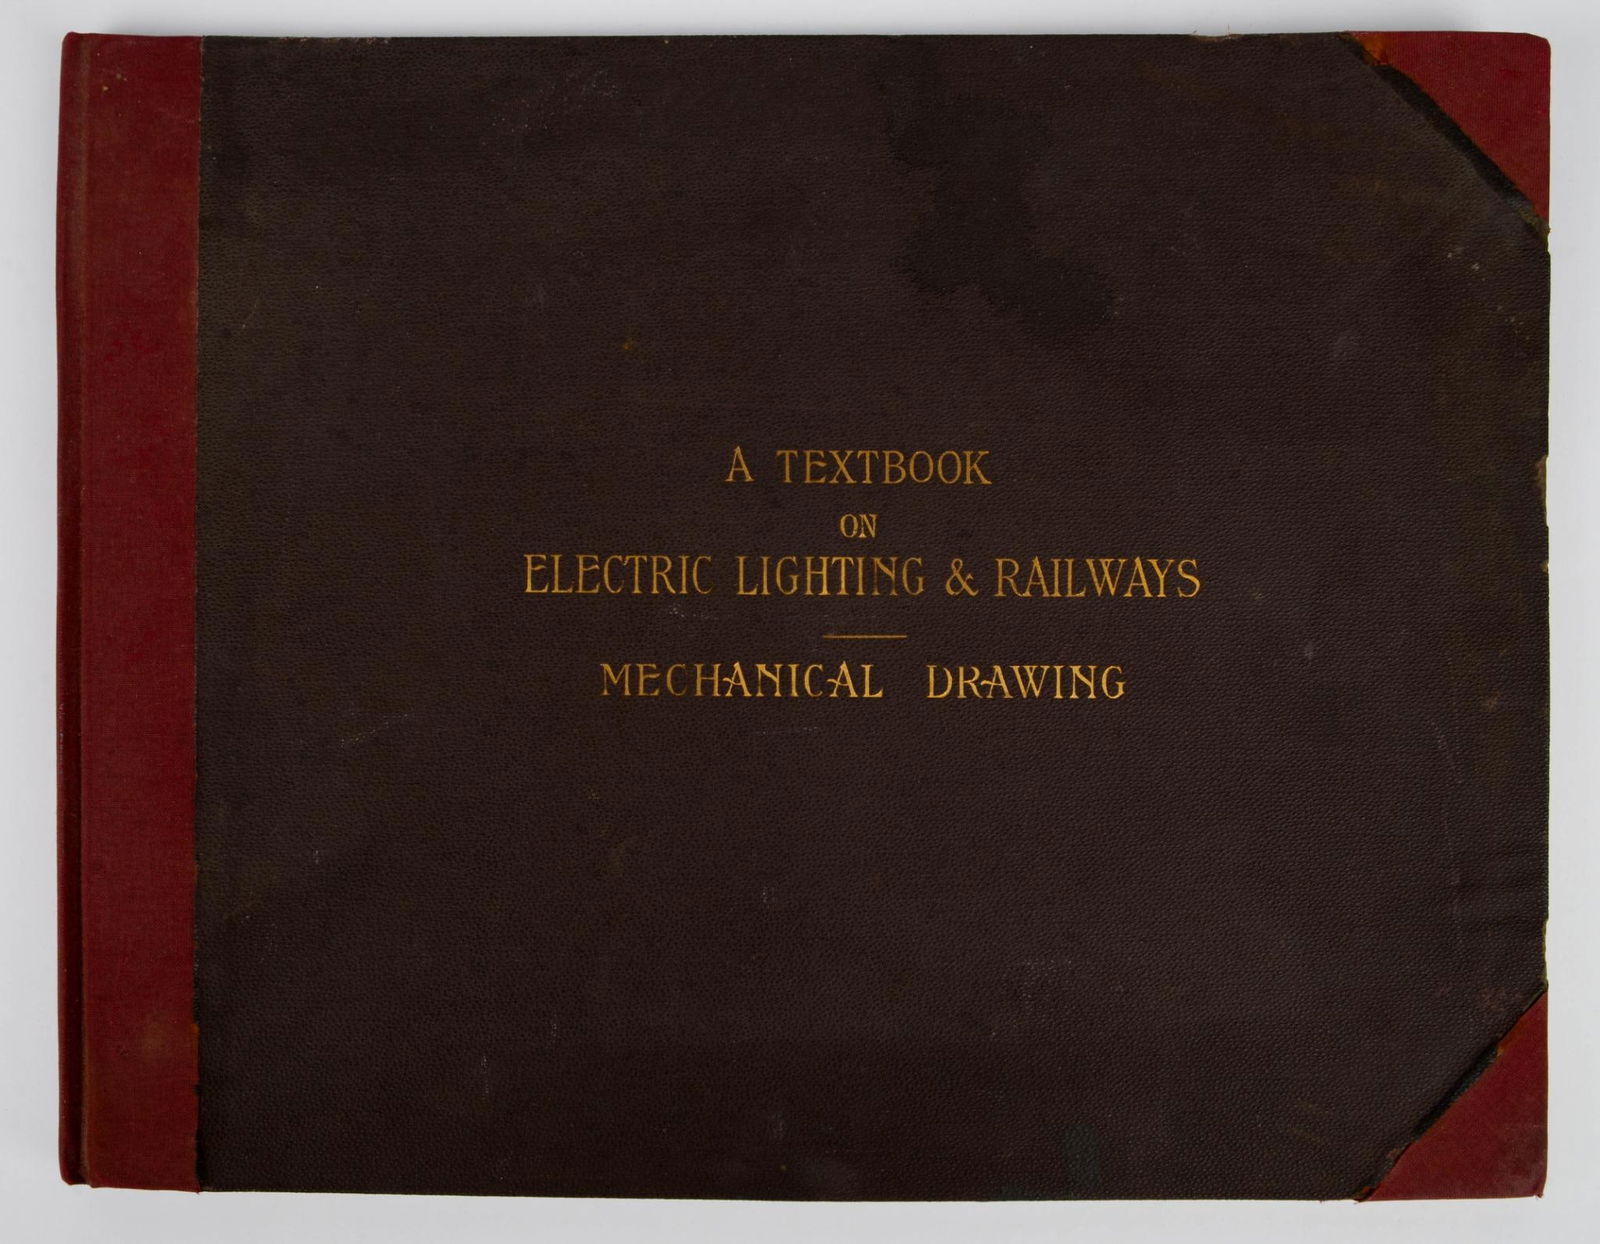 A TEXTBOOK
ON
ELECTRIC LIGHTING & RAILWAYS
MECHANICAL DRAWING